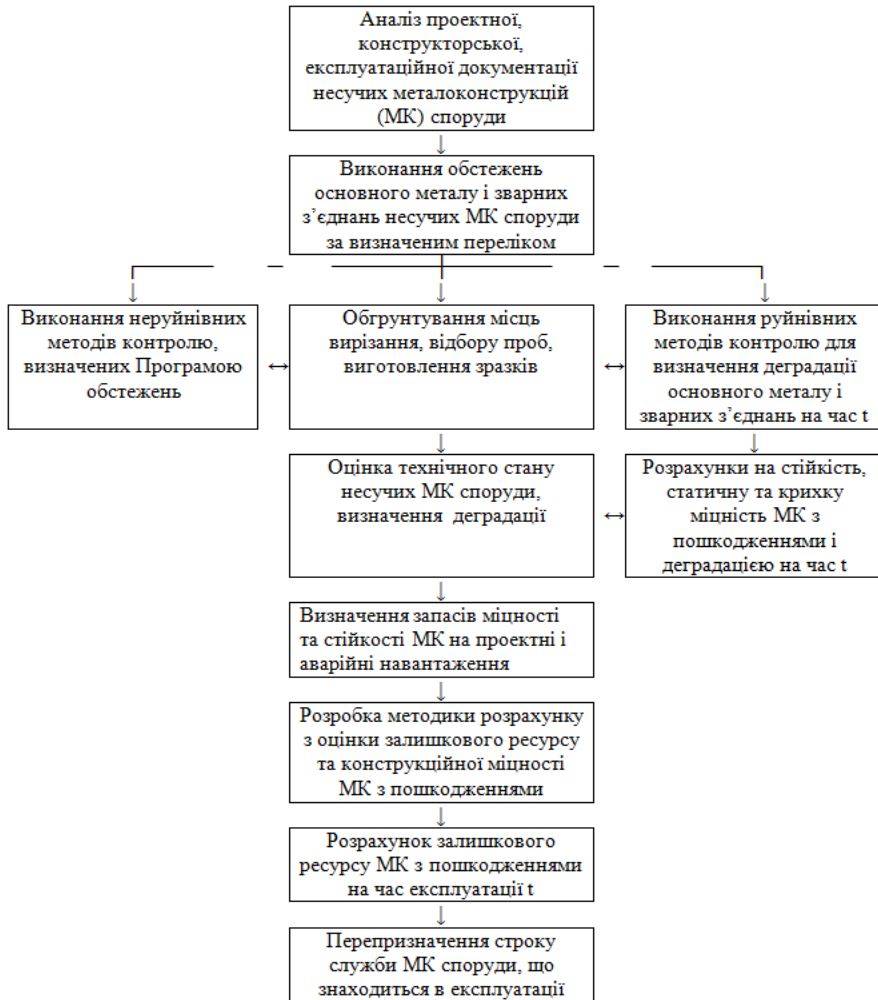 Аналіз проектної,
конструкторської,
експлуатаційної документації
несучих металоконструкцій
(МК) споруди
↓
Виконання обстежень
основного металу і зварних
з’єднань несучих МК споруди
за визначеним переліком
↓
↓
↓
Виконання неруйнівних
методів контролю,
визначених Програмою
обстежень
↔
Обгрунтування місць
вирізання, відбору проб,
виготовлення зразків
↔
Виконання руйнівних
методів контролю для
визначення деградації
основного металу і
зварних з’єднань на час t
↓
↓
Оцінка технічного стану
несучих МК споруди,
визначення деградації
↔
Розрахунки на стійкість,
статичну та крихку
міцність МК з
пошкодженнями і
деградацією на час t
↓
Визначення запасів міцності
та стійкості МК на проектні і
аварійні навантаження
↓
Розробка методики розрахунку
з оцінки залишкового ресурсу
та конструкційної міцності
МК з пошкодженнями
↓
Розрахунок залишкового
ресурсу МК з пошкодженнями
на час експлуатації t
↓
Перепризначення строку
служби МК споруди, що
знаходиться в експлуатації